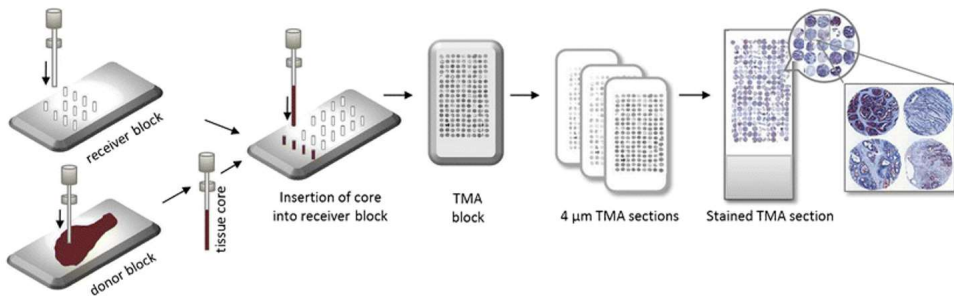 receiver block
donor block
tissue core
Insertion of core
into receiver block
TMA
block
4 µm TMA sections
Stained TMA section